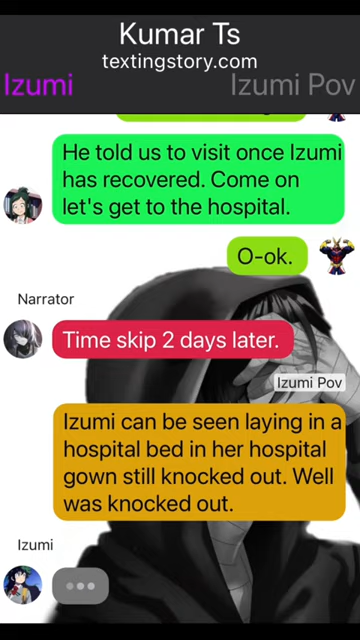 Kumar Ts
textingstory.com
Izumi
Izumi Pov
He told us to visit once Izumi
has recovered. Come on
let's get to the hospital.
O-ok.
Narrator
Time skip 2 days later.
Izumi Pov
Izumi can be seen laying in a
hospital bed in her hospital
gown still knocked out. Well
was knocked out.
Izumi